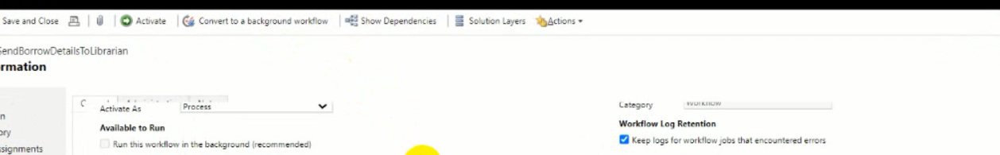 Save and Close Activate Convert to a background workflow Show Dependencies Solution Layers Actions
SendBorrowDetailsToLibrarian
rmation
Activate As Process Category Workflow
n Available to Run Workflow Log Retention
ory Run this workflow in the background (recommended) Keep logs for workflow jobs that encountered errors
ssignments